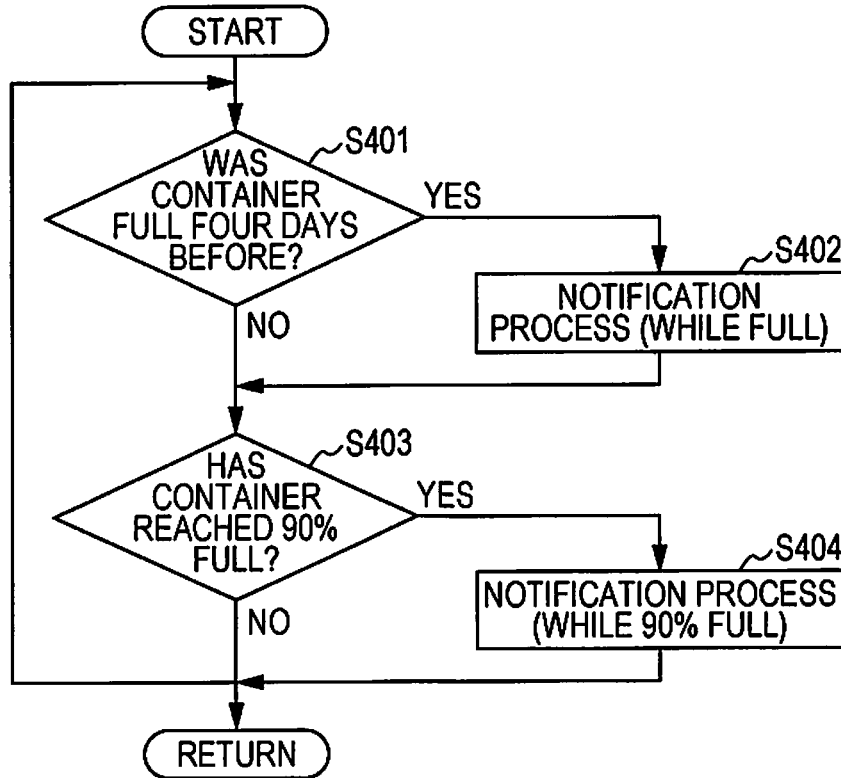 START
S401
WAS
CONTAINER
FULL FOUR DAYS
BEFORE?
YES
NO
S402
NOTIFICATION
PROCESS (WHILE FULL)
S403
HAS
CONTAINER
REACHED 90%
FULL?
YES
NO
S404
NOTIFICATION PROCESS
(WHILE 90% FULL)
RETURN